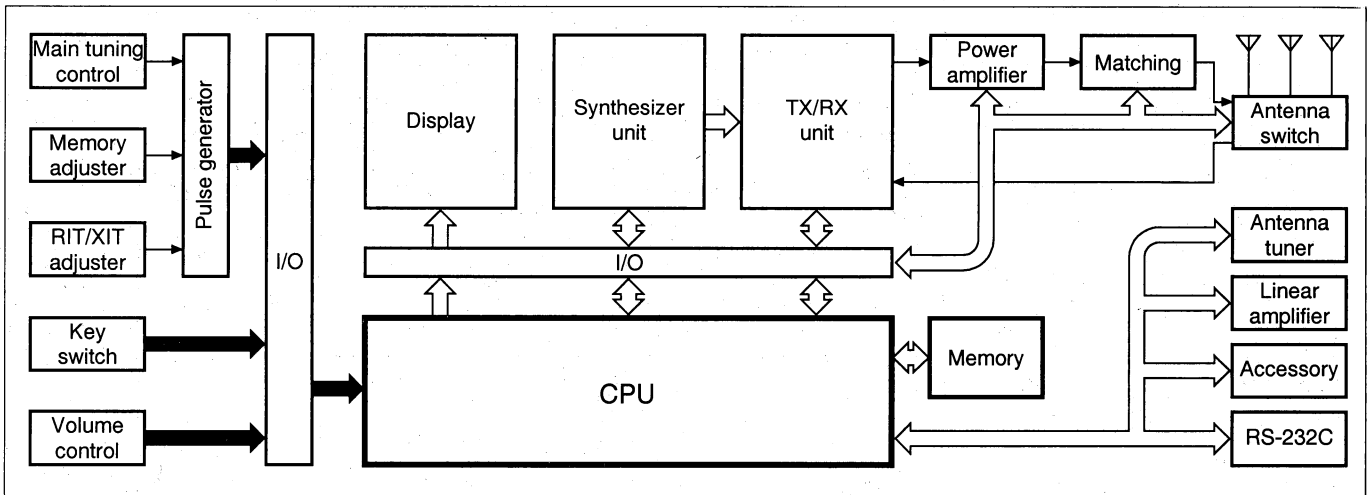 Main tuning
control
Memory
adjuster
RIT/XIT
adjuster
Key
switch
Volume
control
Pulse generator
I/O
Display
Synthesizer
unit
TX/RX
unit
Power
amplifier
Matching
Antenna
switch
I/O
CPU
Memory
Antenna
tuner
Linear
amplifier
Accessory
RS-232C